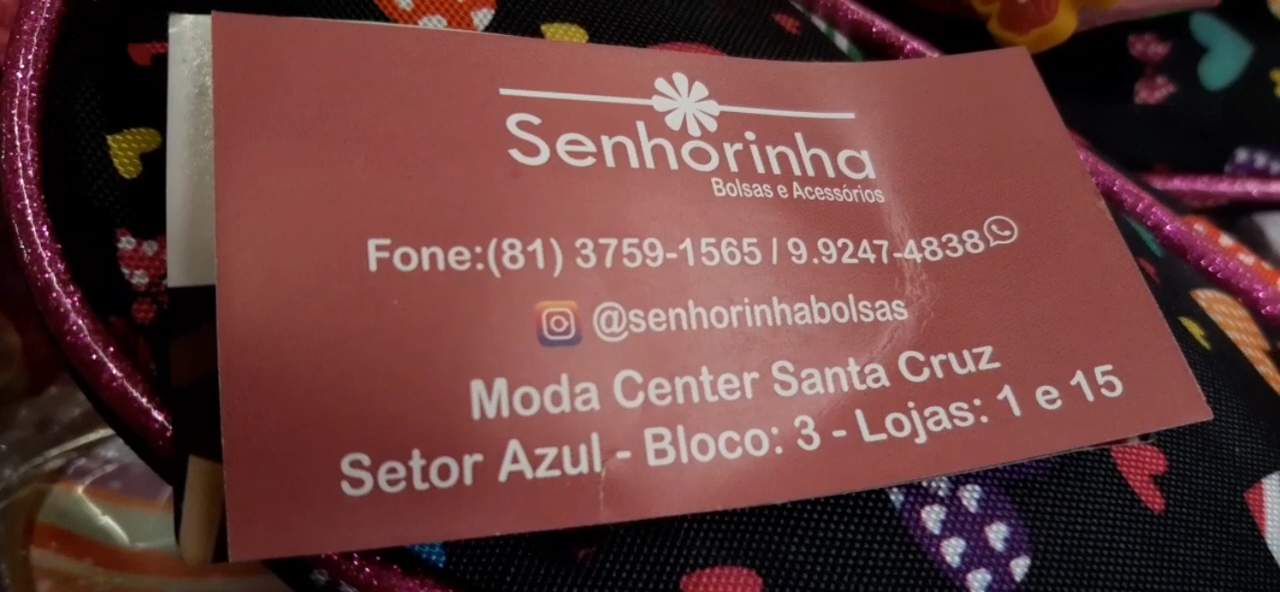 Senhorinha
Bolsas e Acessórios
Fone:(81) 3759-1565 / 9.9247-4838
@senhorinhabolsas
Moda Center Santa Cruz
Setor Azul - Bloco: 3 - Lojas: 1 e 15